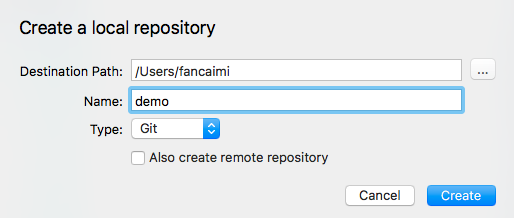 Create a local repository
Destination Path: /Users/fancaimi ...
Name: demo
Type: Git
Also create remote repository
Cancel Create